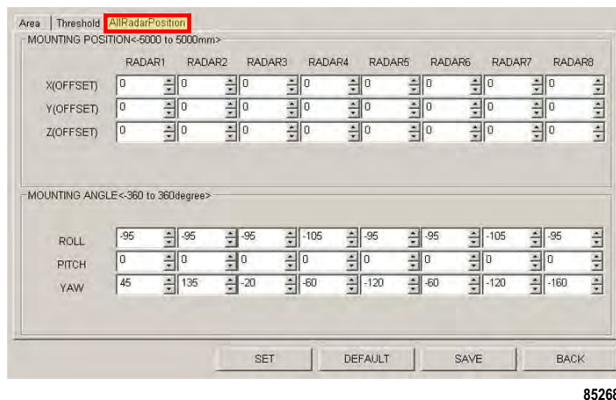 Area Threshold AllRadarPosition
MOUNTING POSITION<-5000 to 5000mm>
RADAR1 RADAR2 RADAR3 RADAR4 RADAR5 RADAR6 RADAR7 RADAR8
X(OFFSET) 0 0 0 0 0 0 0 0
Y(OFFSET) 0 0 0 0 0 0 0 0
Z(OFFSET) 0 0 0 0 0 0 0 0
MOUNTING ANGLE<-360 to 360degree>
ROLL -95 -95 -95 -105 -95 -95 -105 -95
PITCH 0 0 0 0 0 0 0 0
YAW 45 135 -20 -60 -120 -60 -120 -160
SET DEFAULT SAVE BACK
85268